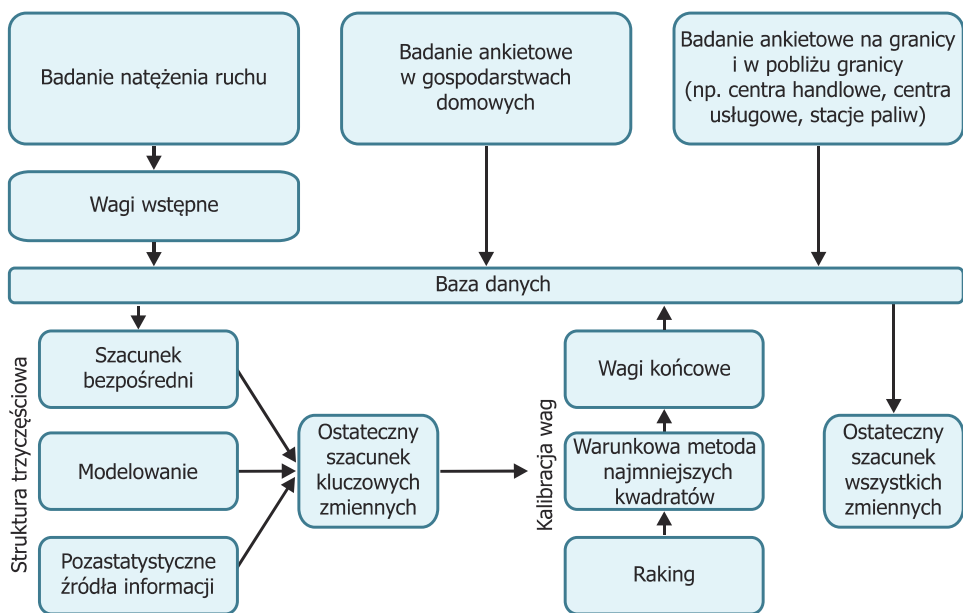 Badanie natężenia ruchu
Badanie ankietowe
w gospodarstwach
domowych
Badanie ankietowe na granicy
i w pobliżu granicy
(np. centra handlowe, centra
usługowe, stacje paliw)
Wagi wstępne
Baza danych
Struktura trzyczęściowa
Szacunek
bezpośredni
Modelowanie
Pozastatystyczne
źródła informacji
Ostateczny
szacunek
kluczowych
zmiennych
Kalibracja wag
Wagi końcowe
Warunkowa metoda
najmniejszych
kwadratów
Raking
Ostateczny
szacunek
wszystkich
zmiennych